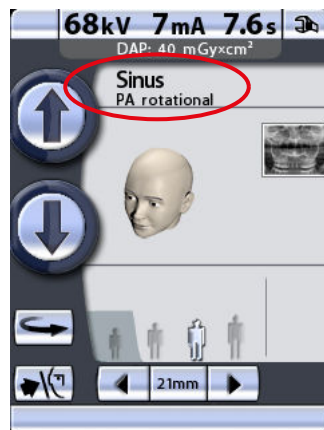 68kV 7mA 7.6s
DAP: 40 mGy×cm²
Sinus
PA rotational
21mm